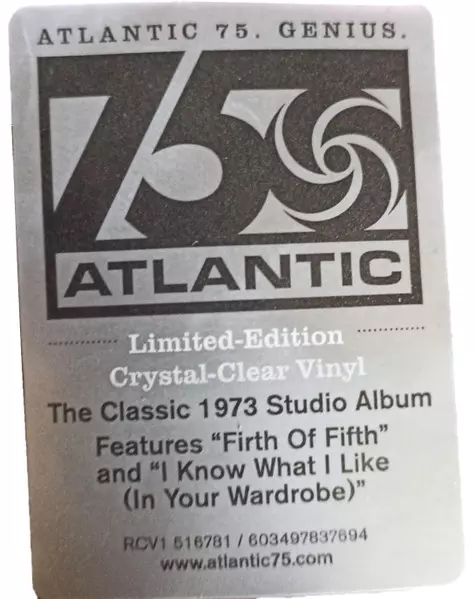 ATLANTIC 75. GENIUS.
75
ATLANTIC
Limited-Edition
Crystal-Clear Vinyl
The Classic 1973 Studio Album
Features “Firth Of Fifth”
and “I Know What I Like
(In Your Wardrobe)”
RCV1 516781 / 603497837694
www.atlantic75.com